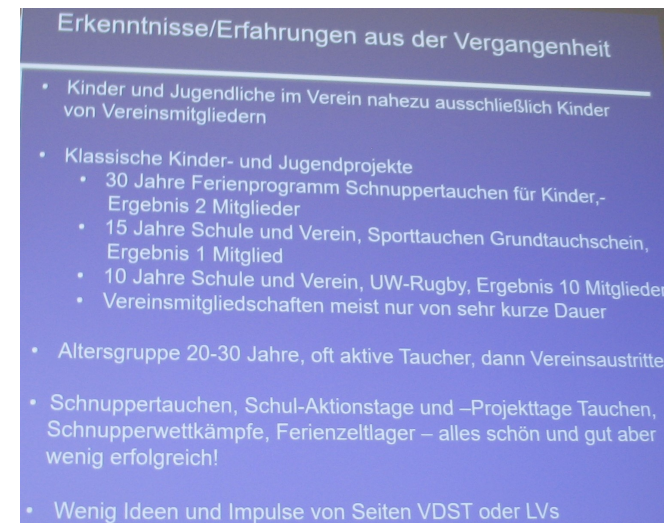 Erkenntnisse/Erfahrungen aus der Vergangenheit
• Kinder und Jugendliche im Verein nahezu ausschließlich Kinder
von Vereinsmitgliedern
• Klassische Kinder- und Jugendprojekte
• 30 Jahre Ferienprogramm Schnuppertauchen für Kinder,-
Ergebnis 2 Mitglieder
• 15 Jahre Schule und Verein, Sporttauchen Grundtauchschein,
Ergebnis 1 Mitglied
• 10 Jahre Schule und Verein, UW-Rugby, Ergebnis 10 Mitglieder
• Vereinsmitgliedschaften meist nur von sehr kurze Dauer
• Altersgruppe 20-30 Jahre, oft aktive Taucher, dann Vereinsaustritte
• Schnuppertauchen, Schul-Aktionstage und –Projekttage Tauchen,
Schnupperwettkämpfe, Ferienzeltlager – alles schön und gut aber
wenig erfolgreich!
• Wenig Ideen und Impulse von Seiten VDST oder LVs